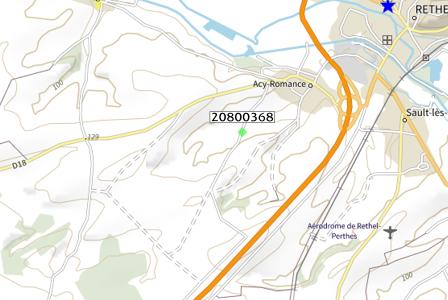 RETHE
100
Acy-Romance
20800368
Sault-lès-
129
D18
100
Aérodrome de Rethel-
Perthes